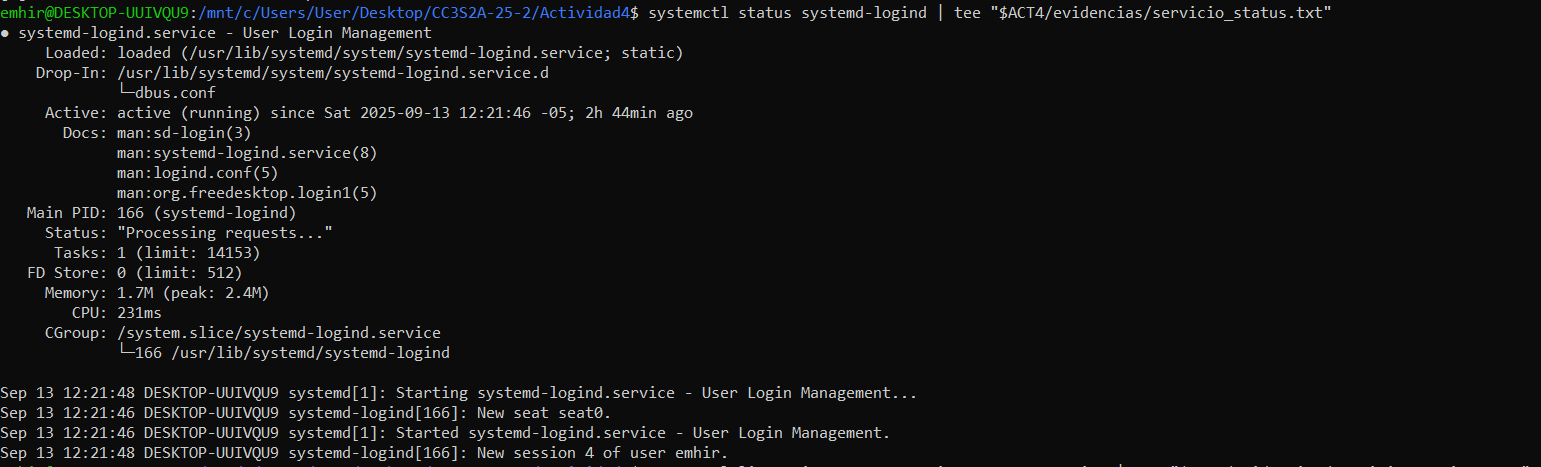 emhir@DESKTOP-UUIVQU9:/mnt/c/Users/User/Desktop/CC3S2A-25-2/Actividad4$ systemctl status systemd-logind | tee "$ACT4/evidencias/servicio_status.txt"
● systemd-logind.service - User Login Management
     Loaded: loaded (/usr/lib/systemd/system/systemd-logind.service; static)
    Drop-In: /usr/lib/systemd/system/systemd-logind.service.d
             └─dbus.conf
     Active: active (running) since Sat 2025-09-13 12:21:46 -05; 2h 44min ago
       Docs: man:sd-login(3)
             man:systemd-logind.service(8)
             man:logind.conf(5)
             man:org.freedesktop.login1(5)
   Main PID: 166 (systemd-logind)
     Status: "Processing requests..."
      Tasks: 1 (limit: 14153)
   FD Store: 0 (limit: 512)
     Memory: 1.7M (peak: 2.4M)
        CPU: 231ms
     CGroup: /system.slice/systemd-logind.service
             └─166 /usr/lib/systemd/systemd-logind

Sep 13 12:21:48 DESKTOP-UUIVQU9 systemd[1]: Starting systemd-logind.service - User Login Management...
Sep 13 12:21:46 DESKTOP-UUIVQU9 systemd-logind[166]: New seat seat0.
Sep 13 12:21:46 DESKTOP-UUIVQU9 systemd[1]: Started systemd-logind.service - User Login Management.
Sep 13 12:21:48 DESKTOP-UUIVQU9 systemd-logind[166]: New session 4 of user emhir.